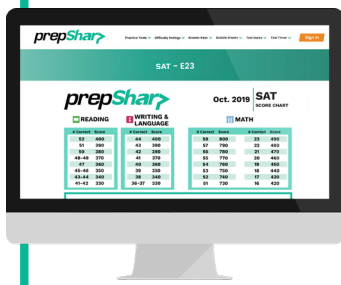 prepSharp
Practice Tests Difficulty Ratings Answer Keys Bubble Sheets Test Dates Test Timer Sign In
SAT – E23
prepSharp
Oct. 2019 SAT
SCORE CHART
READING
WRITING & LANGUAGE
MATH
# Correct Score # Correct Score # Correct Score # Correct Score
52 400 44 400 58 800 23 490
51 390 43 390 57 790 22 480
50 380 42 380 56 780 21 470
48-49 370 41 370 55 770 20 460
47 360 40 360 54 760 19 450
45-46 350 39 350 53 750 18 440
43-44 340 38 340 52 740 17 430
41-42 330 36-37 330 51 730 16 420